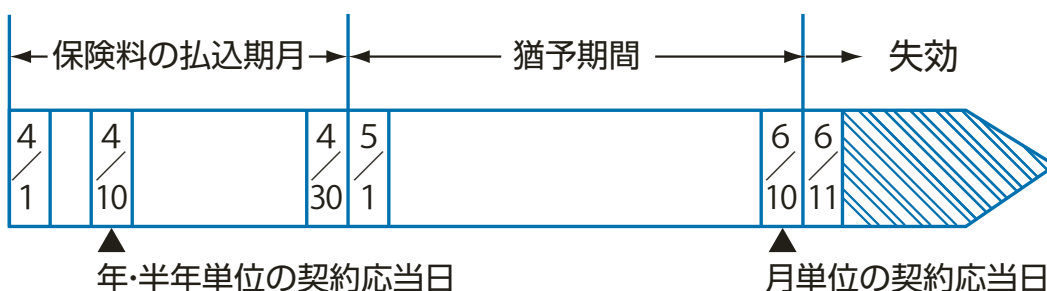 保険料の払込期月
猶予期間
失効
4/1
4/10
4/30
5/1
6/10
6/11
年・半年単位の契約応当日
月単位の契約応当日